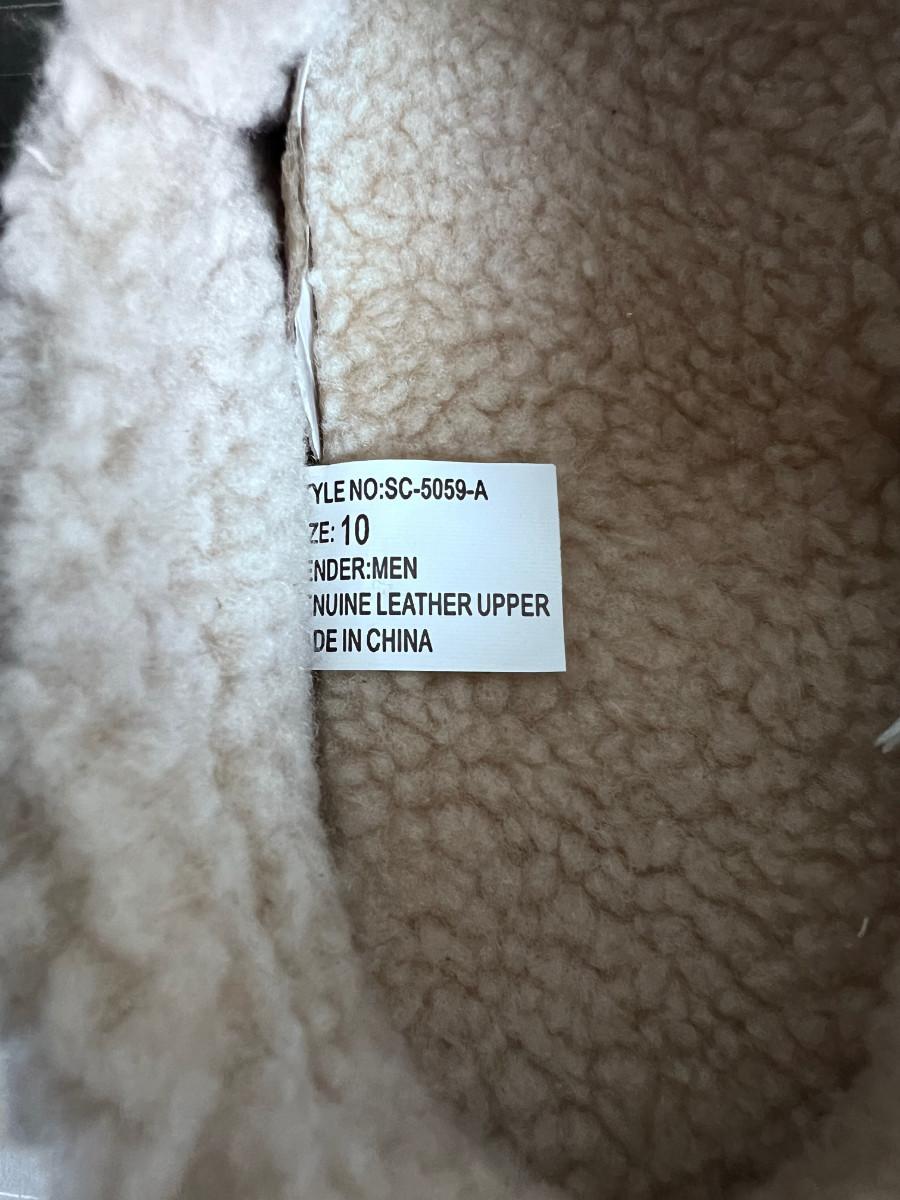 YLE NO:SC-5059-A
ZE: 10
ENDER:MEN
NUINE LEATHER UPPER
DE IN CHINA